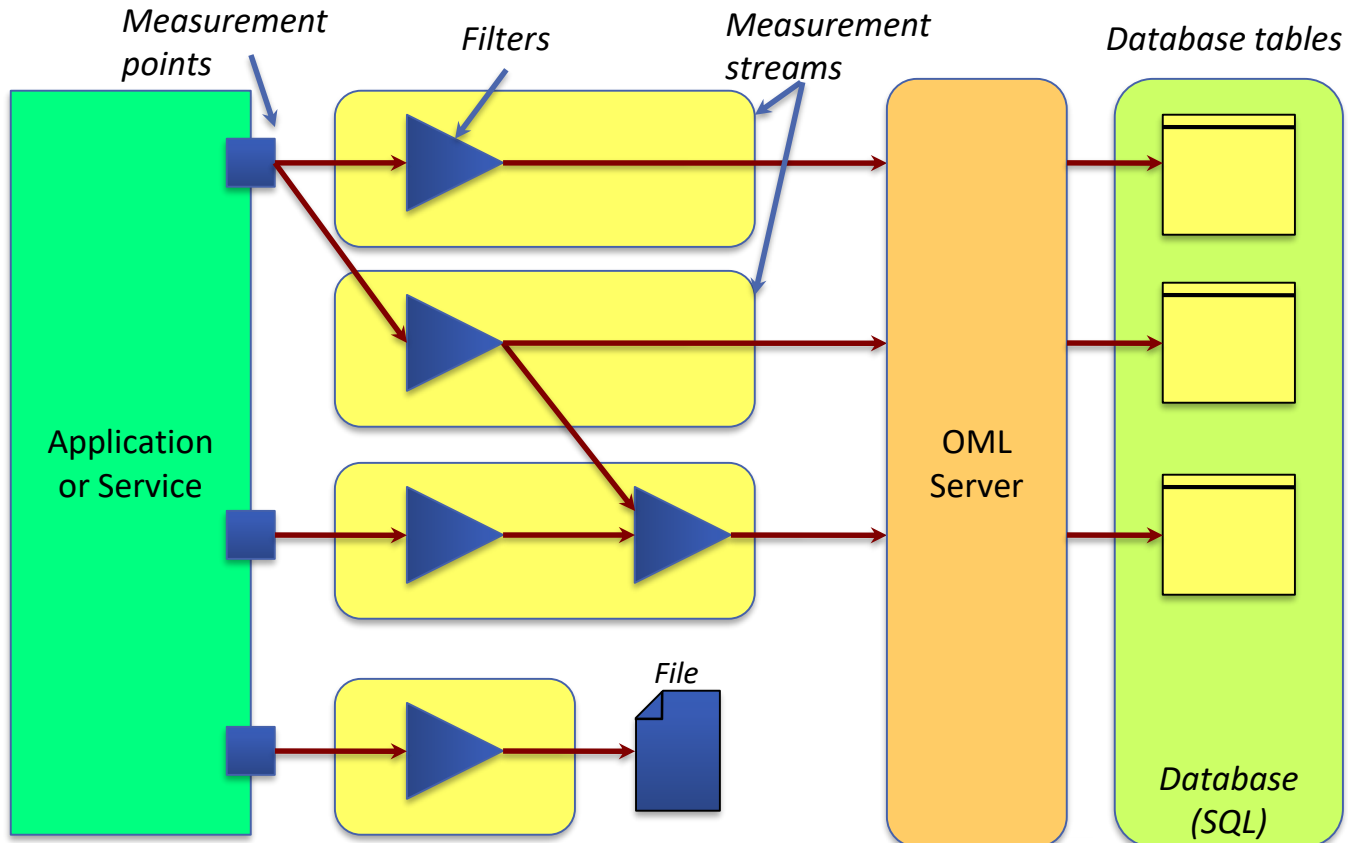 Measurement
points
Filters
Measurement
streams
Database tables
Application
or Service
OML
Server
File
Database
(SQL)